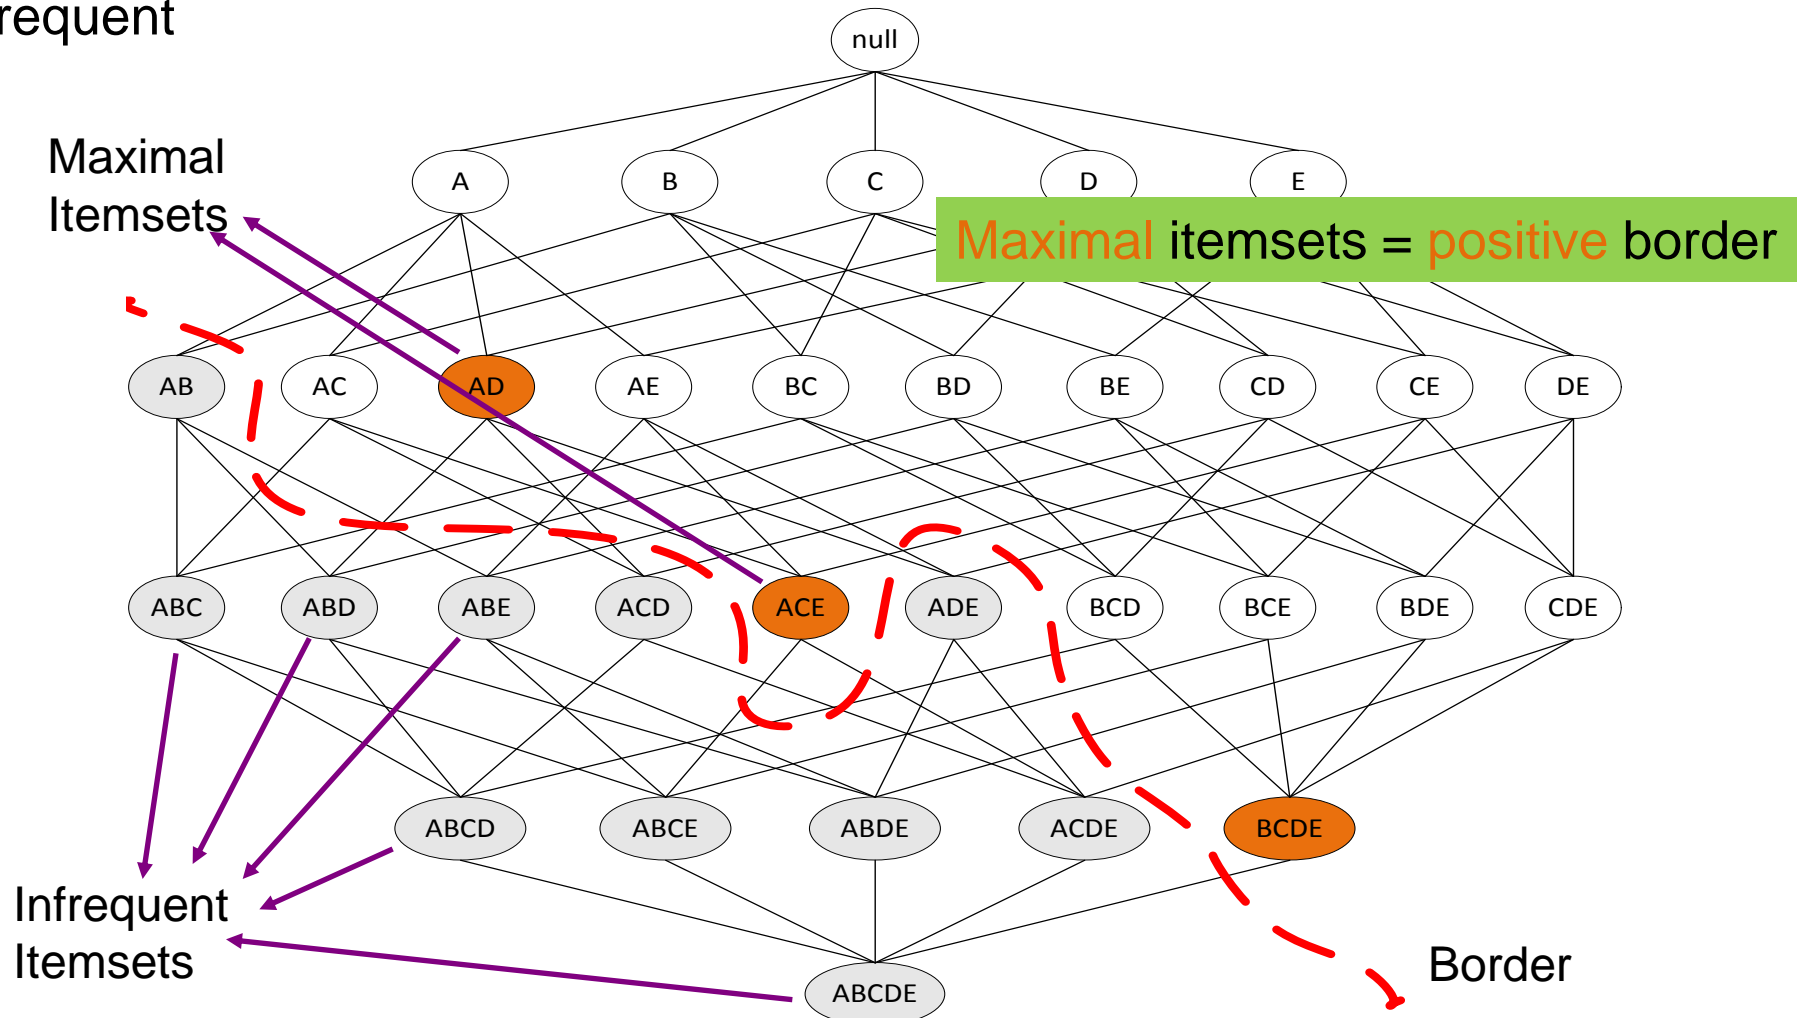 requent
null
Maximal
Itemsets
A B C D E
Maximal itemsets = positive border
AB AC AD AE BC BD BE CD CE DE
ABC ABD ABE ACD ACE ADE BCD BCE BDE CDE
ABCD ABCE ABDE ACDE BCDE
Infrequent
Itemsets
Border
ABCDE